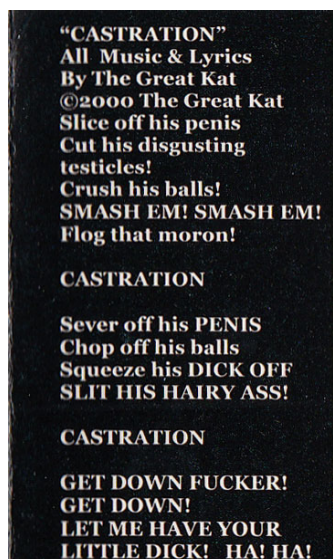 “CASTRATION”
All Music & Lyrics
By The Great Kat
©2000 The Great Kat
Slice off his penis
Cut his disgusting
testicles!
Crush his balls!
SMASH EM! SMASH EM!
Flog that moron!
CASTRATION
Sever off his PENIS
Chop off his balls
Squeeze his DICK OFF
SLIT HIS HAIRY ASS!
CASTRATION
GET DOWN FUCKER!
GET DOWN!
LET ME HAVE YOUR
LITTLE DICK! HA! HA!